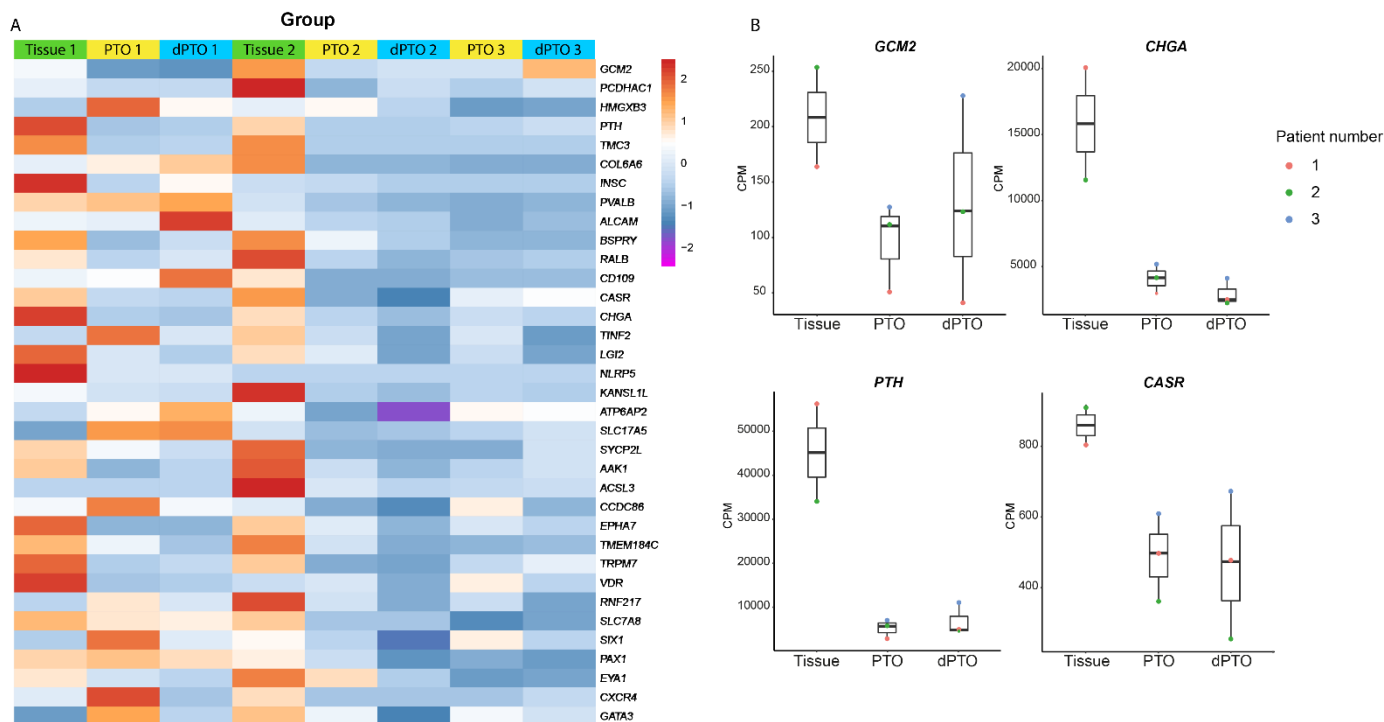 A
Group
Tissue 1 PTO 1 dPTO 1 Tissue 2 PTO 2 dPTO 2 PTO 3 dPTO 3
GCM2
PCDHAC1
HMGXB3
PTH
TMC3
COL6A6
INSC
PVALB
ALCAM
BSPRY
RALB
CD109
CASR
CHGA
TINF2
LGI2
NLRP5
KANSL1L
ATP6AP2
SLC17A5
SYCP2L
AAK1
ACSL3
CCDC86
EPHA7
TMEM184C
TRPM7
VDR
RNF217
SLC7A8
SIX1
PAX1
EYA1
CXCR4
GATA3
2
1
0
-1
-2
B
GCM2
CPM
250
200
150
100
50
Tissue PTO dPTO
CHGA
CPM
20000
15000
10000
5000
Tissue PTO dPTO
Patient number
1
2
3
PTH
CPM
50000
40000
30000
20000
10000
Tissue PTO dPTO
CASR
CPM
800
600
400
Tissue PTO dPTO